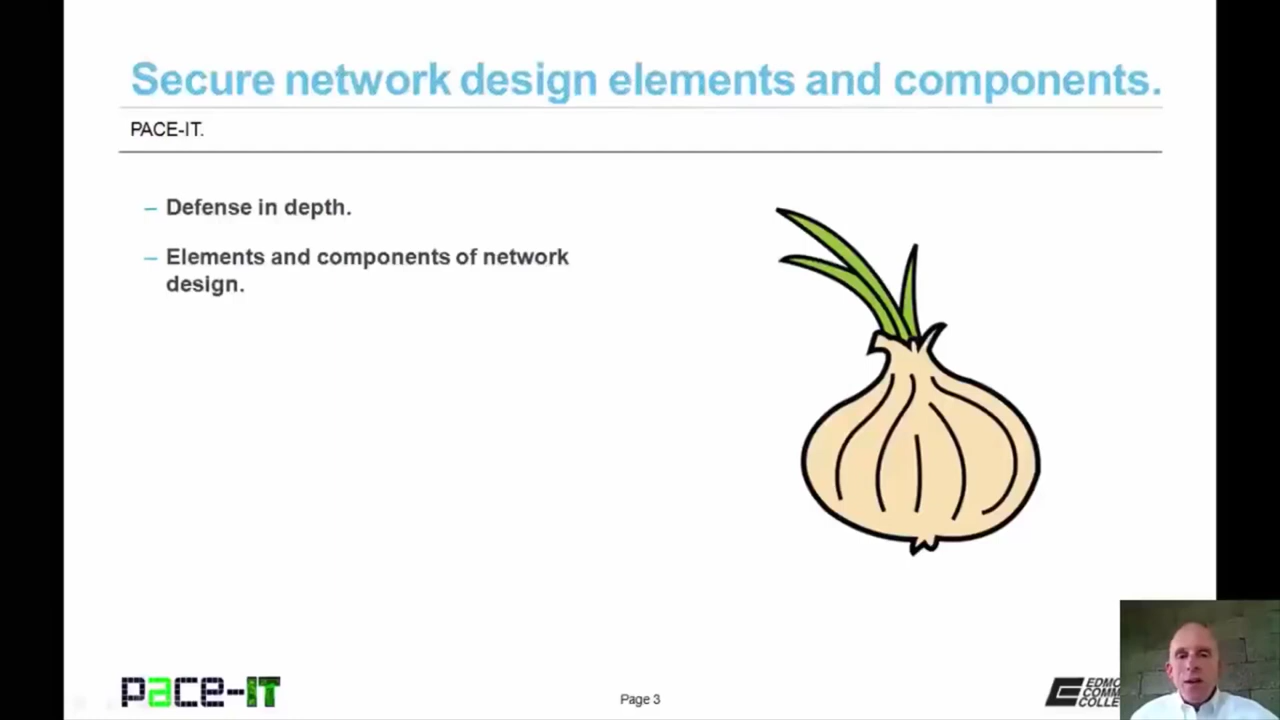 Secure network design elements and components.
PACE-IT.
– Defense in depth.
– Elements and components of network
design.
pace-IT
Page 3